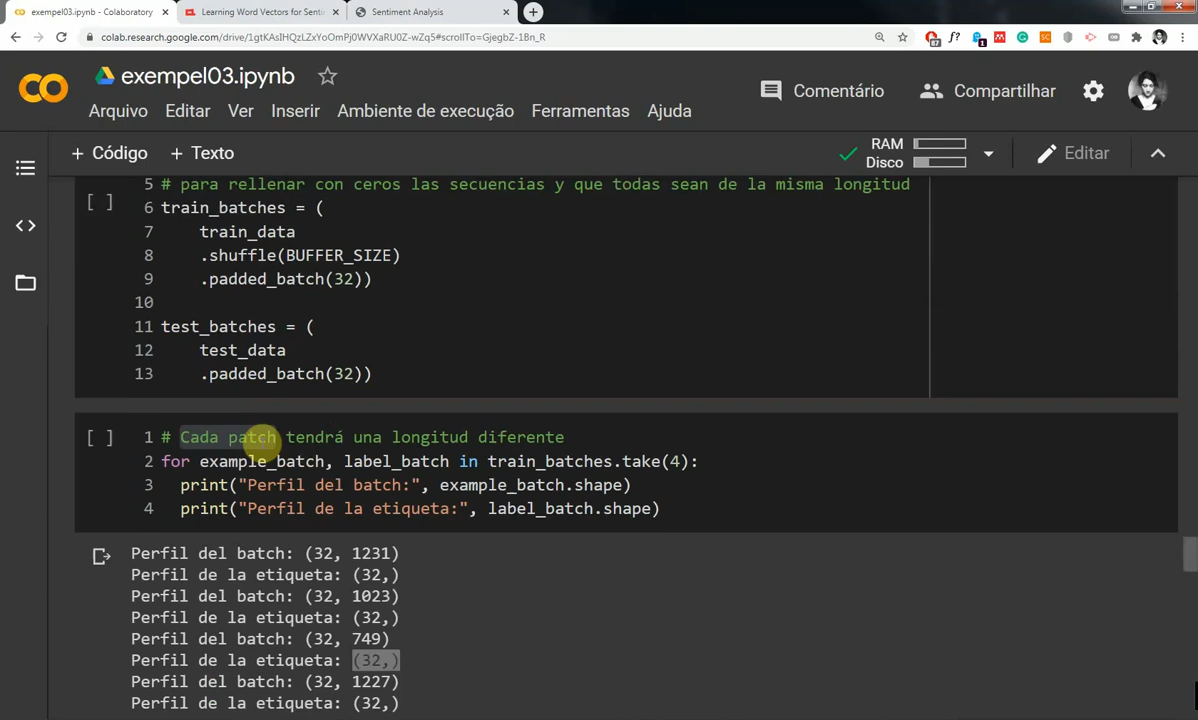 exempel03.ipynb - Colaboratory
Learning Word Vectors for Senti
Sentiment Analysis
colab.research.google.com/drive/1gtKAsIHQzLZxYoOmPj0WVXaRU0Z-wZq5#scrollTo=GjegbZ-1Bn_R
exempel03.ipynb
Comentário
Compartilhar
Arquivo Editar Ver Inserir Ambiente de execução Ferramentas Ajuda
+ Código + Texto
RAM
Disco
Editar
5 # para rellenar con ceros las secuencias y que todas sean de la misma longitud
[ ] 6 train_batches = (
7 train_data
8 .shuffle(BUFFER_SIZE)
9 .padded_batch(32))
10
11 test_batches = (
12 test_data
13 .padded_batch(32))
[ ] 1 # Cada patch tendrá una longitud diferente
2 for example_batch, label_batch in train_batches.take(4):
3 print("Perfil del batch:", example_batch.shape)
4 print("Perfil de la etiqueta:", label_batch.shape)
Perfil del batch: (32, 1231)
Perfil de la etiqueta: (32,)
Perfil del batch: (32, 1023)
Perfil de la etiqueta: (32,)
Perfil del batch: (32, 749)
Perfil de la etiqueta: (32,)
Perfil del batch: (32, 1227)
Perfil de la etiqueta: (32,)